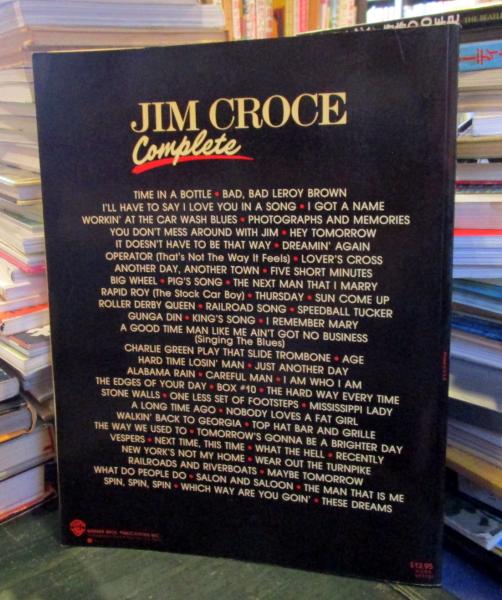 JIM CROCE
Complete
TIME IN A BOTTLE • BAD, BAD LEROY BROWN
I'LL HAVE TO SAY I LOVE YOU IN A SONG • I GOT A NAME
WORKIN' AT THE CAR WASH BLUES • PHOTOGRAPHS AND MEMORIES
YOU DON'T MESS AROUND WITH JIM • HEY TOMORROW
IT DOESN'T HAVE TO BE THAT WAY • DREAMIN' AGAIN
OPERATOR (That's Not The Way It Feels) • LOVER'S CROSS
ANOTHER DAY, ANOTHER TOWN • FIVE SHORT MINUTES
BIG WHEEL • PIG'S SONG • THE NEXT MAN THAT I MARRY
RAPID ROY (The Stock Car Boy) • THURSDAY • SUN COME UP
ROLLER DERBY QUEEN • RAILROAD SONG • SPEEDBALL TUCKER
GUNGA DIN • KING'S SONG • I REMEMBER MARY
A GOOD TIME MAN LIKE ME AIN'T GOT NO BUSINESS
(Singing The Blues)
CHARLIE GREEN PLAY THAT SLIDE TROMBONE • AGE
HARD TIME LOSIN' MAN • JUST ANOTHER DAY
ALABAMA RAIN • CAREFUL MAN • I AM WHO I AM
THE EDGES OF YOUR DAY • BOX #10 • THE HARD WAY EVERY TIME
STONE WALLS • ONE LESS SET OF FOOTSTEPS • MISSISSIPPI LADY
A LONG TIME AGO • NOBODY LOVES A FAT GIRL
WALKIN' BACK TO GEORGIA • TOP HAT BAR AND GRILLE
THE WAY WE USED TO • TOMORROW'S GONNA BE A BRIGHTER DAY
VESPERS • NEXT TIME, THIS TIME • WHAT THE HELL • RECENTLY
NEW YORK'S NOT MY HOME • WEAR OUT THE TURNPIKE
RAILROADS AND RIVERBOATS • MAYBE TOMORROW
WHAT DO PEOPLE DO • SALON AND SALOON • THE MAN THAT IS ME
SPIN, SPIN, SPIN • WHICH WAY ARE YOU GOIN' • THESE DREAMS
WARNER BROS. PUBLICATIONS INC.
$12.95
THE BEATLES